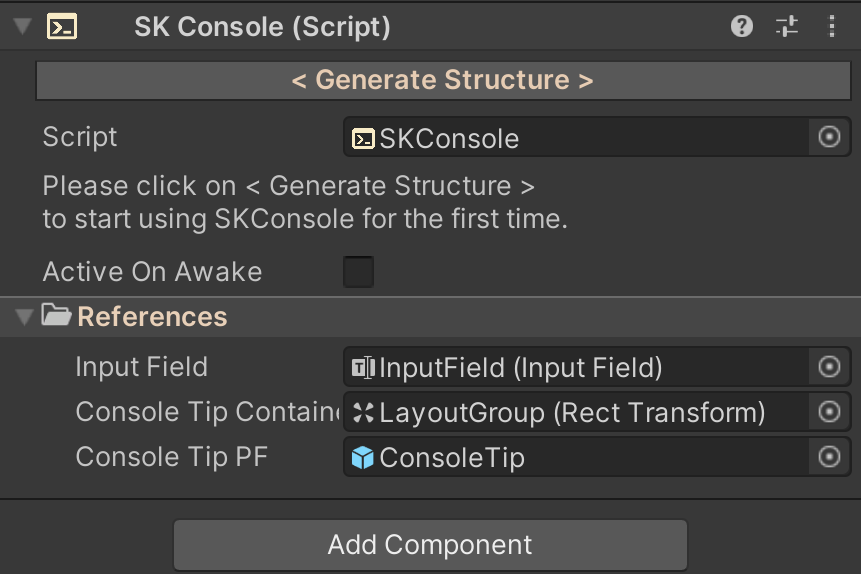 SK Console (Script)
< Generate Structure >
Script SKConsole
Please click on < Generate Structure >
to start using SKConsole for the first time.
Active On Awake
References
Input Field InputField (Input Field)
Console Tip Contain LayoutGroup (Rect Transform)
Console Tip PF ConsoleTip
Add Component